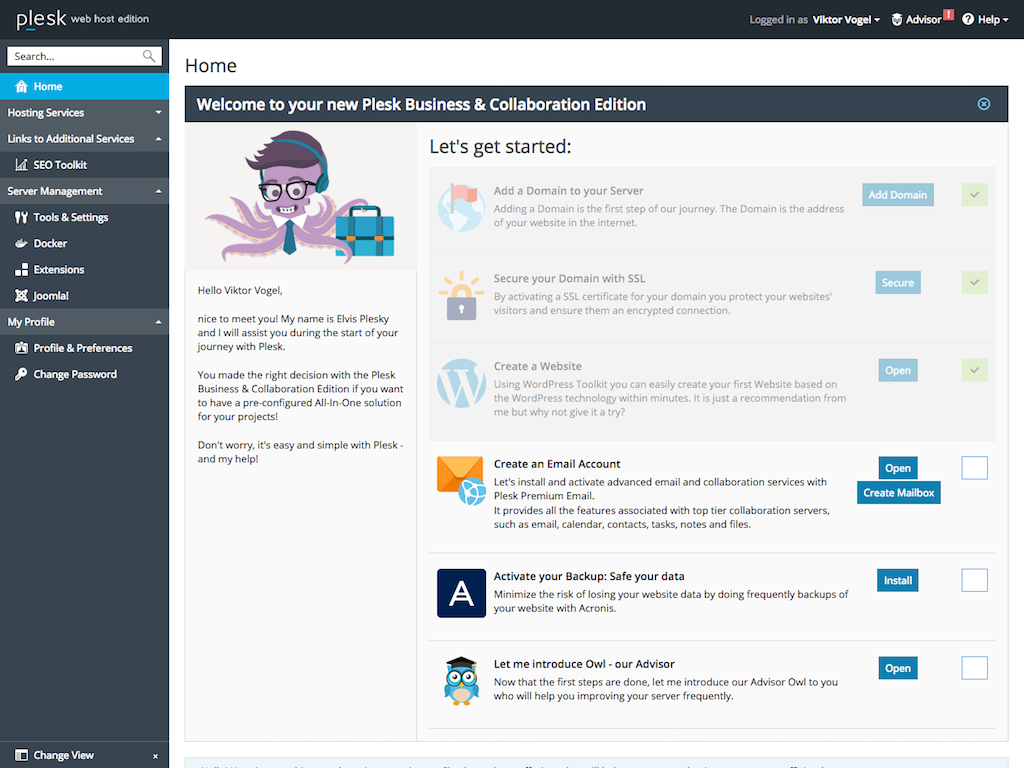 plesk web host edition
Logged in as Viktor Vogel
Advisor !
? Help
Search...
Home
Hosting Services
Links to Additional Services
SEO Toolkit
Server Management
Tools & Settings
Docker
Extensions
Joomla!
My Profile
Profile & Preferences
Change Password
Change View
Home
Welcome to your new Plesk Business & Collaboration Edition
Hello Viktor Vogel,
nice to meet you! My name is Elvis Plesky
and I will assist you during the start of your
journey with Plesk.
You made the right decision with the Plesk
Business & Collaboration Edition if you want
to have a pre-configured All-In-One solution
for your projects!
Don't worry, it's easy and simple with Plesk -
and my help!
Let's get started:
Add a Domain to your Server
Adding a Domain is the first step of our journey. The Domain is the address
of your website in the internet.
Add Domain
Secure your Domain with SSL
By activating a SSL certificate for your domain you protect your websites'
visitors and ensure them an encrypted connection.
Secure
Create a Website
Using WordPress Toolkit you can easily create your first Website based on
the WordPress technology within minutes. It is just a recommendation from
me but why not give it a try?
Open
Create an Email Account
Let's install and activate advanced email and collaboration services with
Plesk Premium Email.
It provides all the features associated with top tier collaboration servers,
such as email, calendar, contacts, tasks, notes and files.
Open
Create Mailbox
A
Activate your Backup: Safe your data
Minimize the risk of losing your website data by doing frequently backups of
your website with Acronis.
Install
Let me introduce Owl - our Advisor
Now that the first steps are done, let me introduce our Advisor Owl to you
who will help you improving your server frequently.
Open